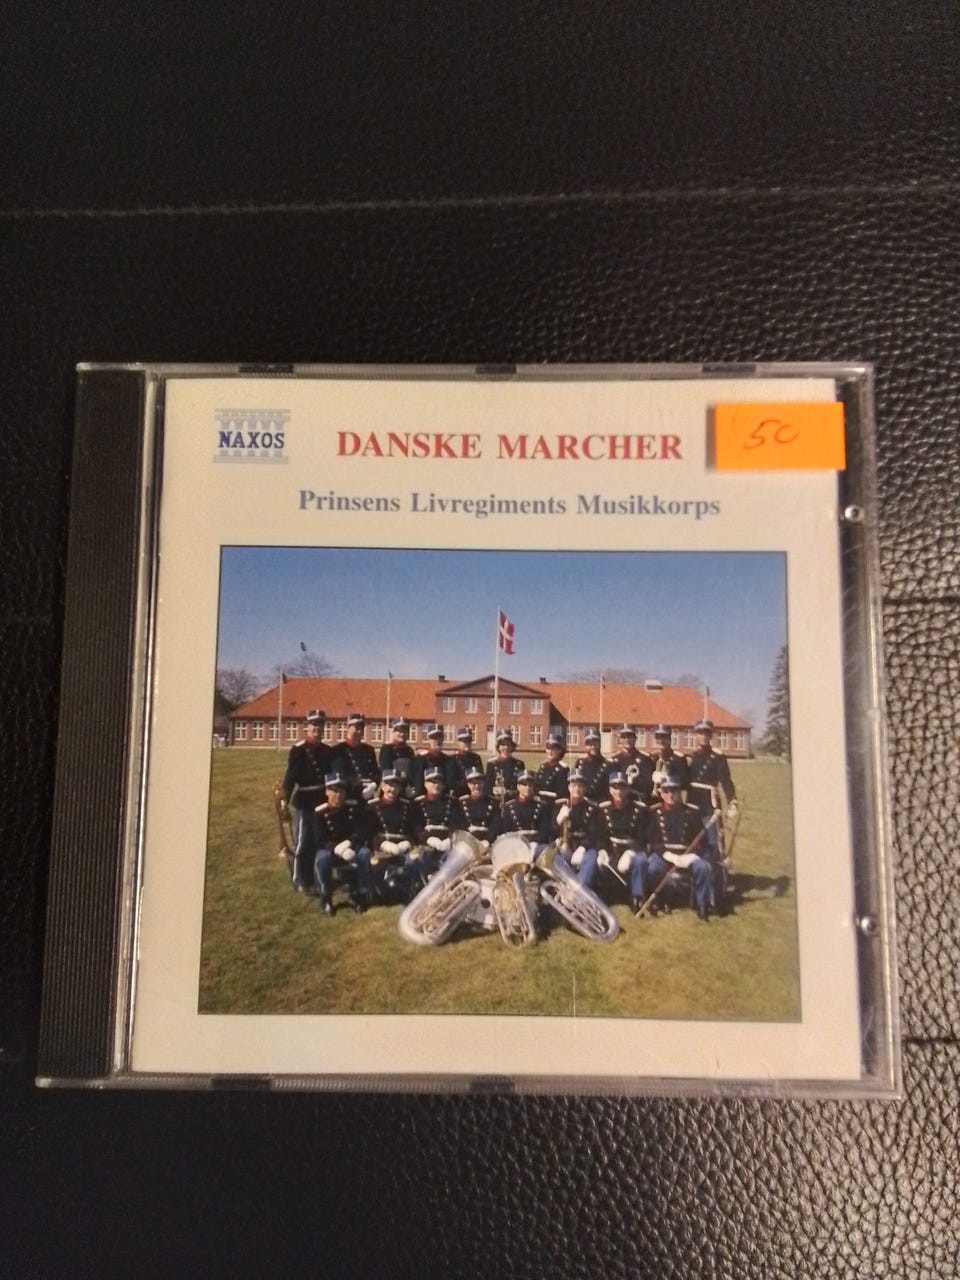 NAXOS
DANSKE MARCHER
50
Prinsens Livregiments Musikkorps